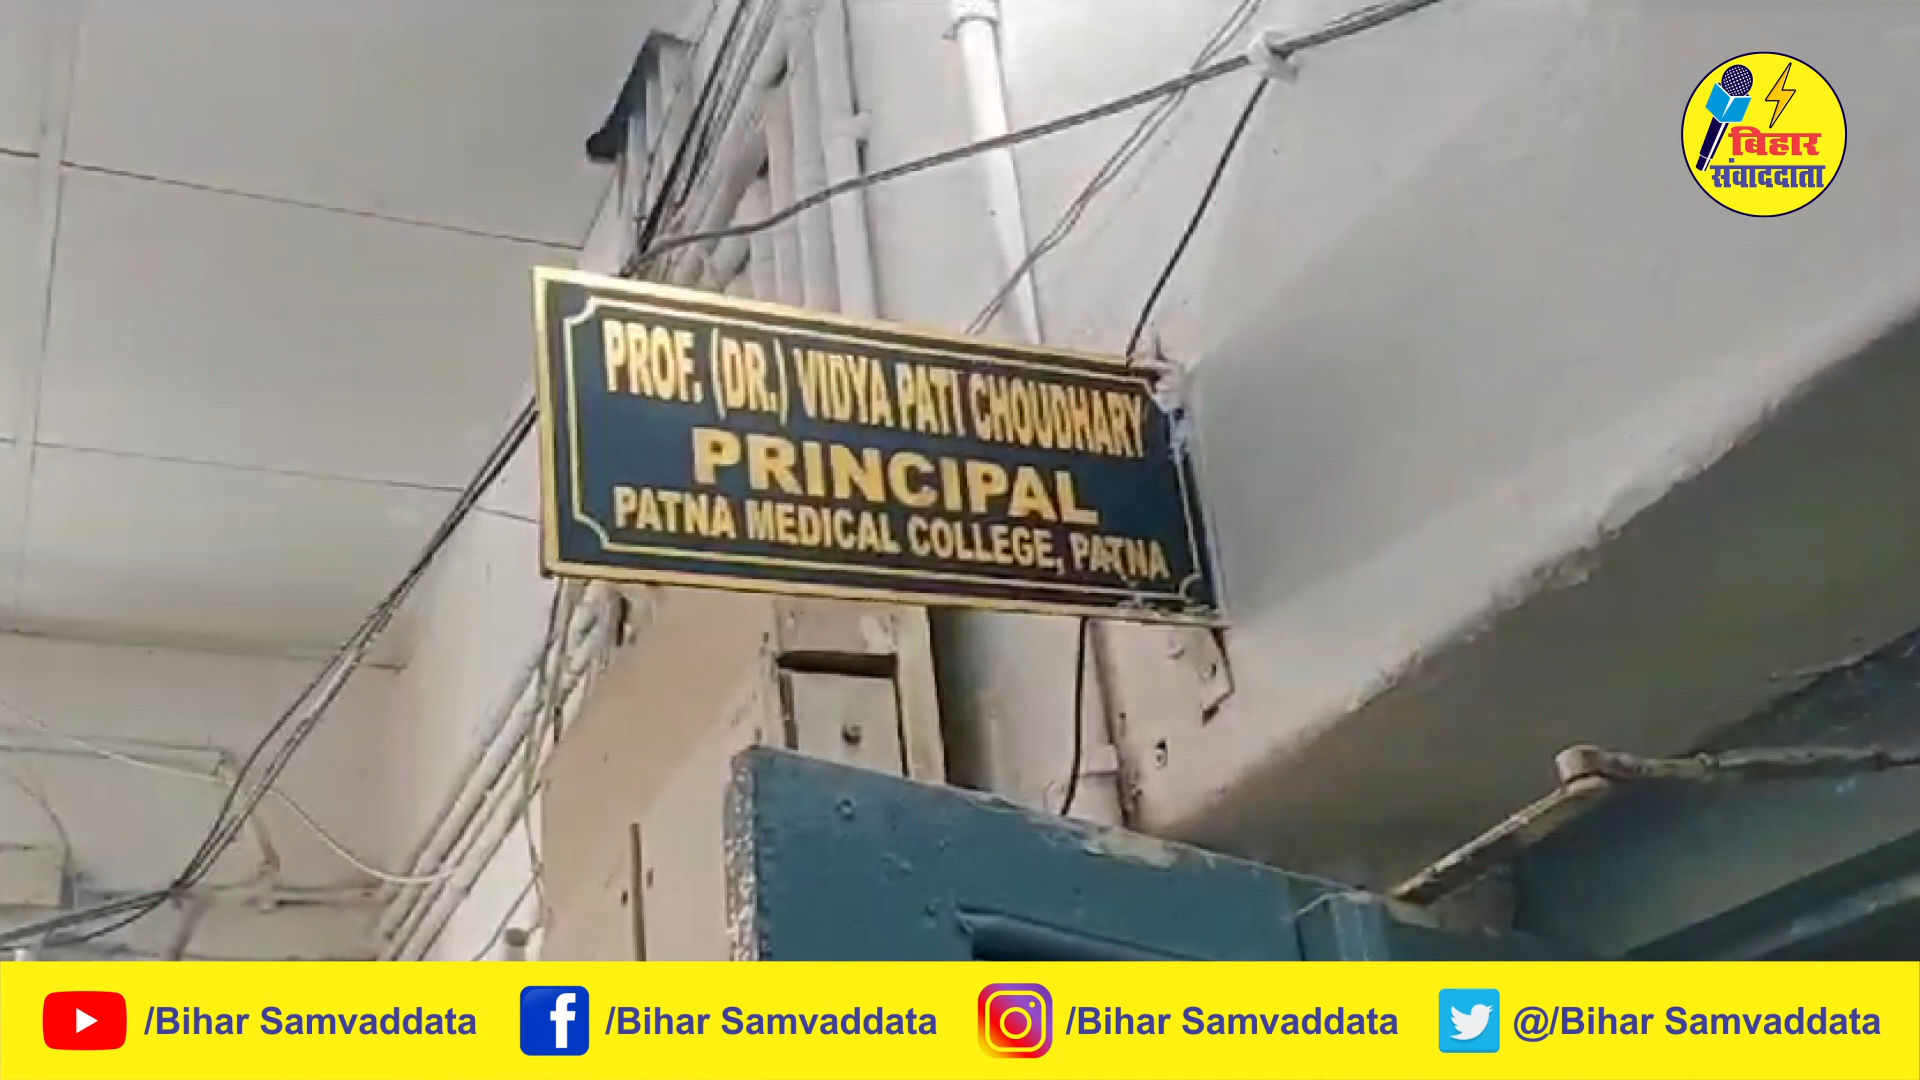 बिहार
संवाददाता
PROF. (DR.) VIDYA PATI CHOUDHARY
PRINCIPAL
PATNA MEDICAL COLLEGE, PATNA
/Bihar Samvaddata
/Bihar Samvaddata
/Bihar Samvaddata
@/Bihar Samvaddata